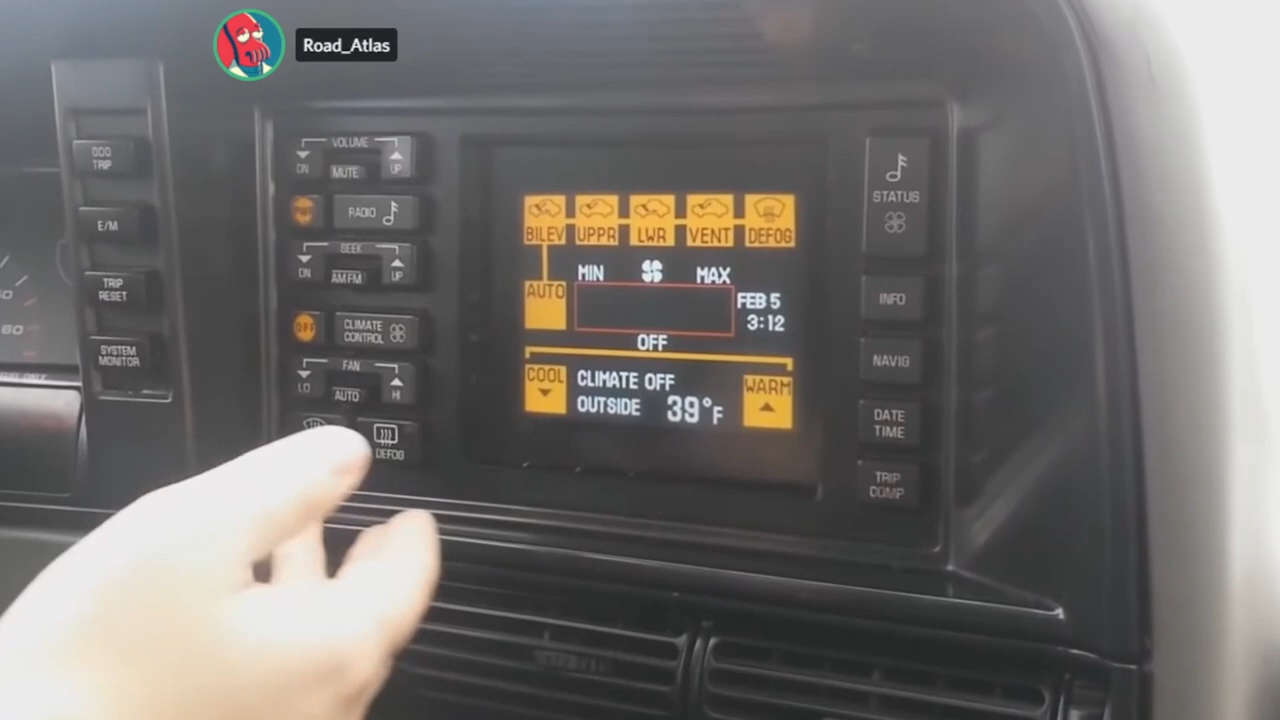 Road_Atlas
ODO
TRIP
E/M
TRIP
RESET
SYSTEM
MONITOR
60
VOLUME
DN
UP
MUTE
RADIO
SEEK
DN
UP
AM FM
OFF
CLIMATE
CONTROL
FAN
LO
HI
AUTO
DEFOG
BILEV
UPPR
LWR
VENT
DEFOG
MIN
MAX
AUTO
FEB 5
3:12
OFF
COOL
CLIMATE OFF
OUTSIDE 39°F
WARM
STATUS
INFO
NAVIG
DATE
TIME
TRIP
COMP